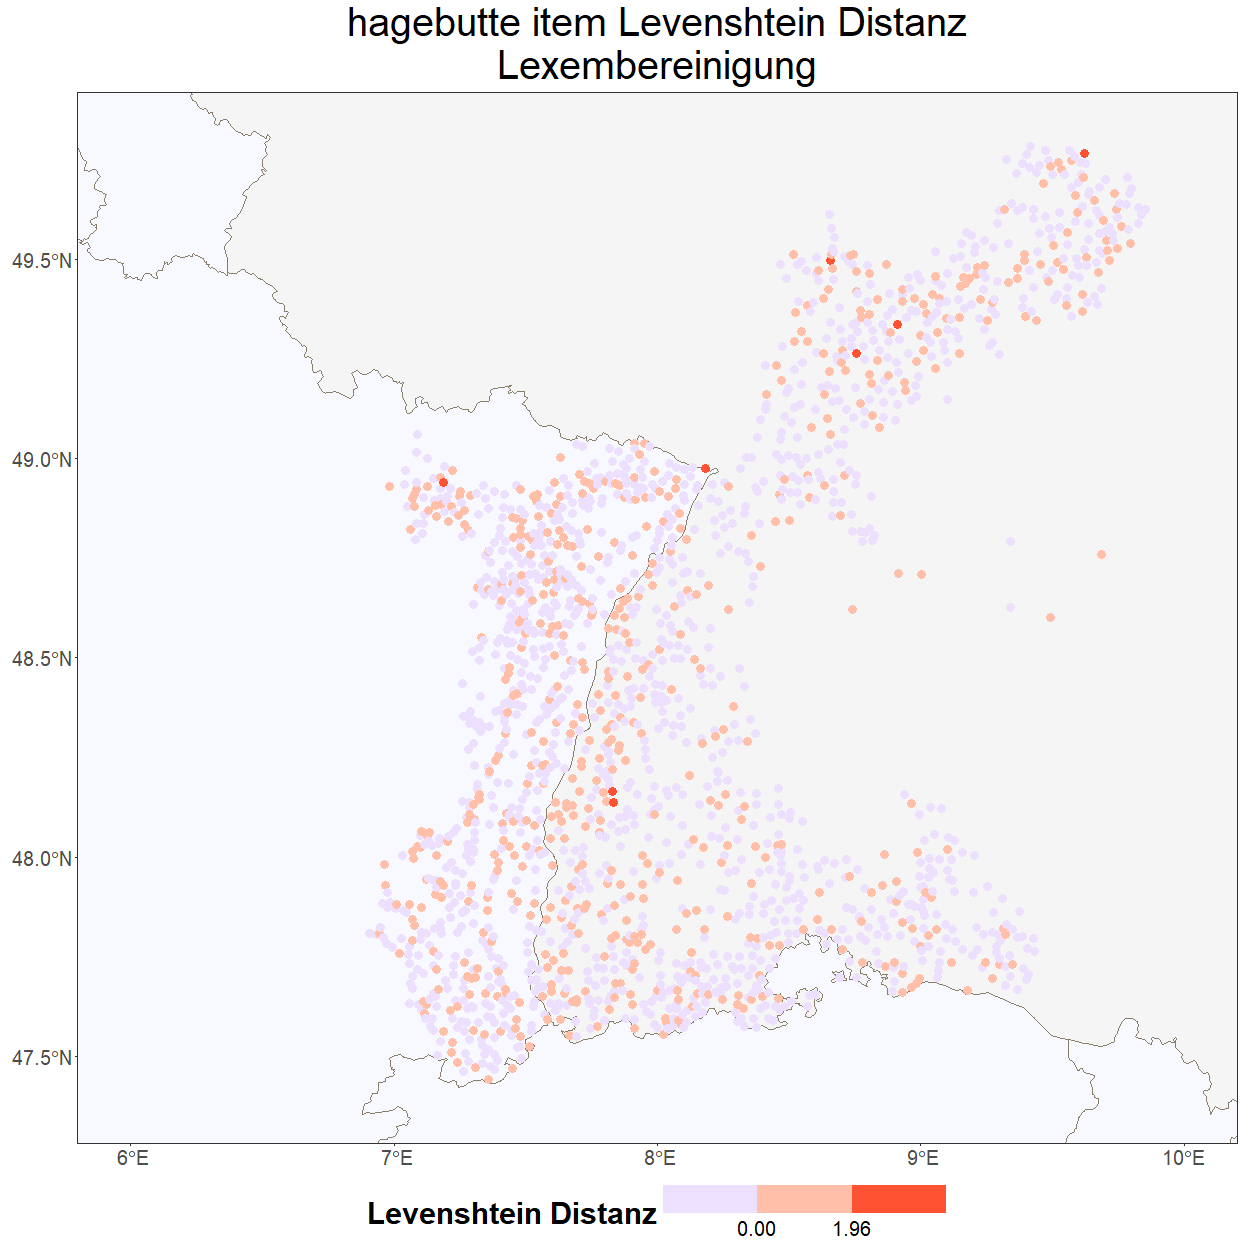 hagebutte item Levenshtein Distanz
Lexembereinigung
49.5°N
49.0°N
48.5°N
48.0°N
47.5°N
6°E 7°E 8°E 9°E 10°E
Levenshtein Distanz
0.00 1.96